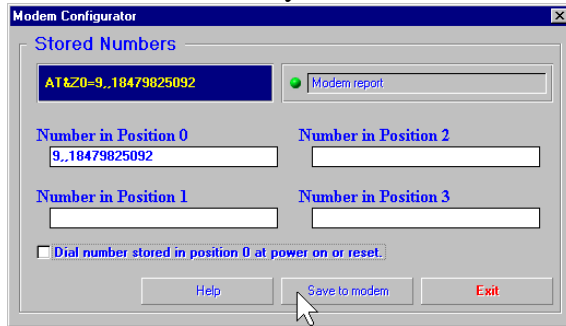 Modem Configurator
Stored Numbers
AT&Z0=9,,18479825092
Modem report
Number in Position 0
Number in Position 2
9,,18479825092
Number in Position 1
Number in Position 3
Dial number stored in position 0 at power on or reset.
Help
Save to modem
Exit